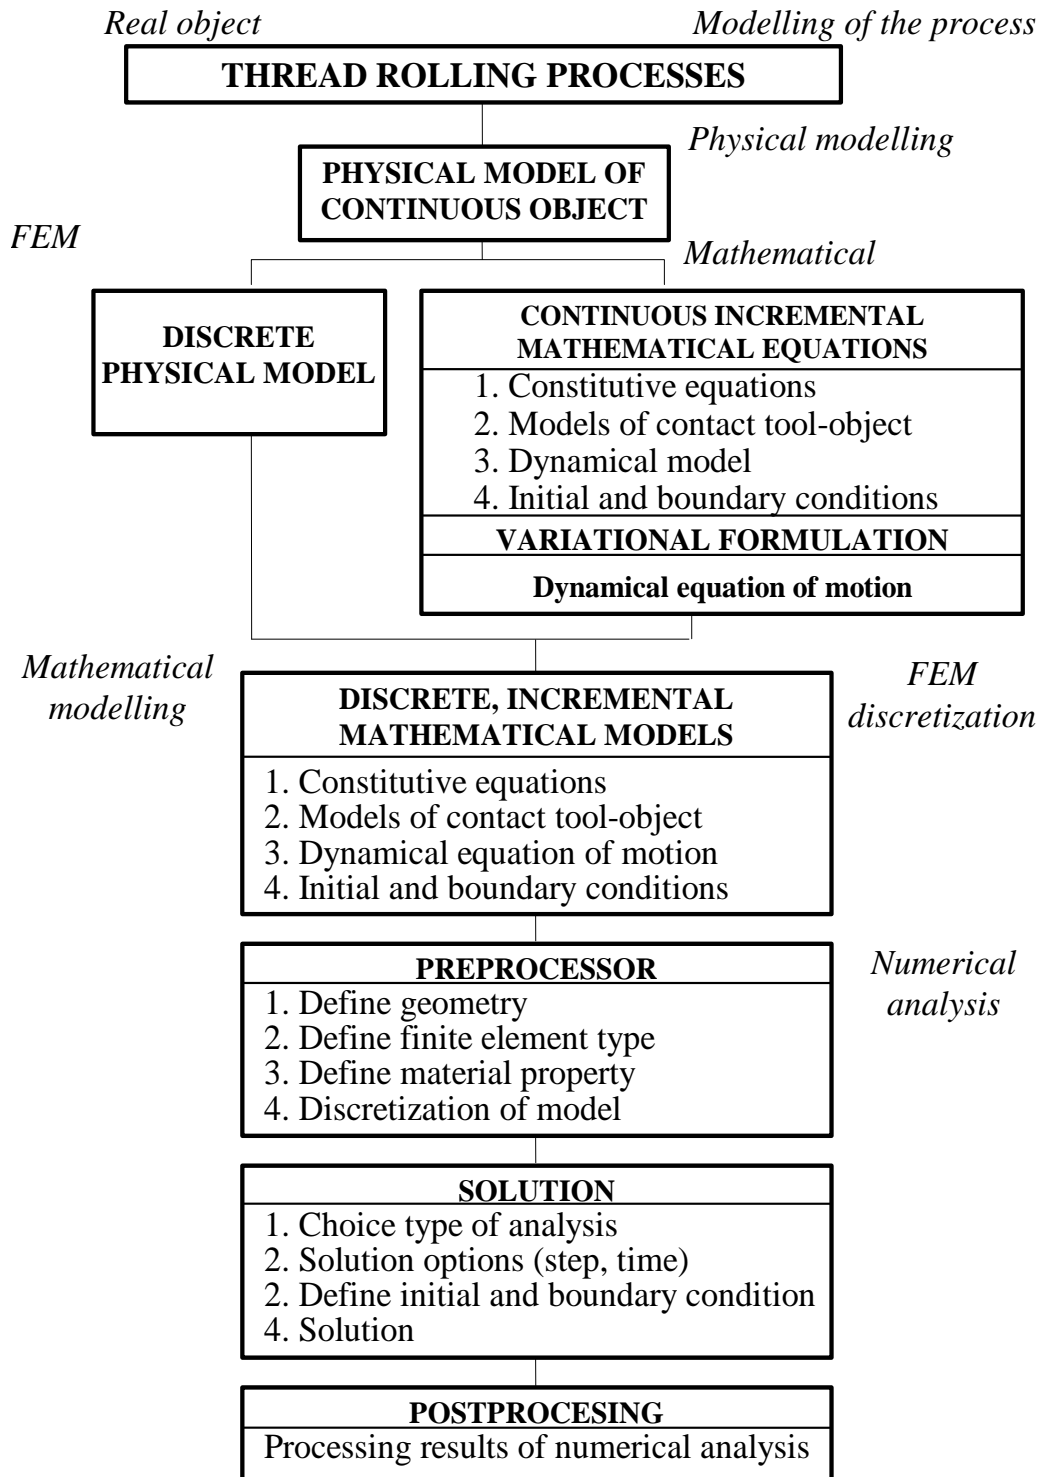 Real object
Modelling of the process
THREAD ROLLING PROCESSES
Physical modelling
PHYSICAL MODEL OF
CONTINUOUS OBJECT
FEM
Mathematical
DISCRETE
PHYSICAL MODEL
CONTINUOUS INCREMENTAL
MATHEMATICAL EQUATIONS
1. Constitutive equations
2. Models of contact tool-object
3. Dynamical model
4. Initial and boundary conditions
VARIATIONAL FORMULATION
Dynamical equation of motion
Mathematical
modelling
FEM
discretization
DISCRETE, INCREMENTAL
MATHEMATICAL MODELS
1. Constitutive equations
2. Models of contact tool-object
3. Dynamical equation of motion
4. Initial and boundary conditions
Numerical
analysis
PREPROCESSOR
1. Define geometry
2. Define finite element type
3. Define material property
4. Discretization of model
SOLUTION
1. Choice type of analysis
2. Solution options (step, time)
2. Define initial and boundary condition
4. Solution
POSTPROCESING
Processing results of numerical analysis